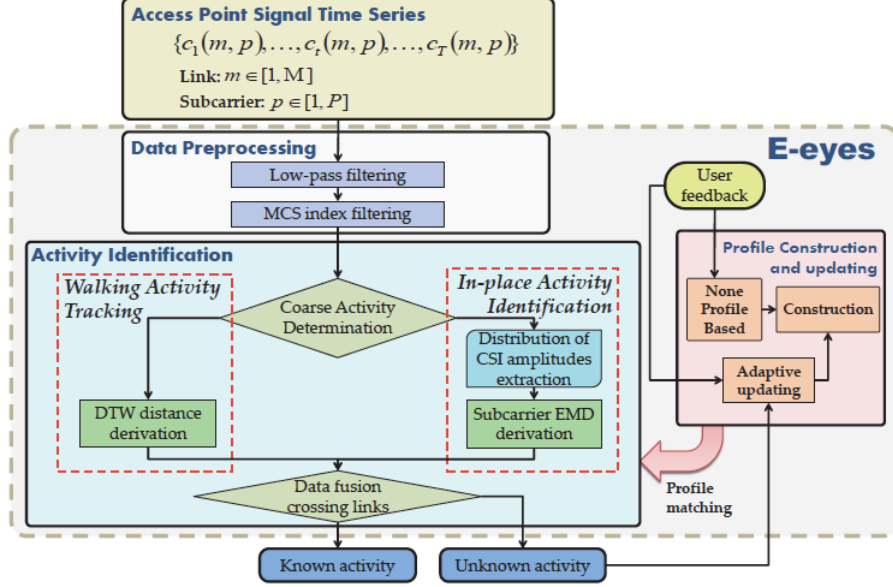 Access Point Signal Time Series
{c₁(m, p),…,cₜ(m, p),…,c_T(m, p)}
Link: m ∈ [1, M]
Subcarrier: p ∈ [1, P]
E-eyes
Data Preprocessing
Low-pass filtering
MCS index filtering
User
feedback
Activity Identification
Walking Activity
Tracking
Coarse Activity
Determination
In-place Activity
Identification
Distribution of
CSI amplitudes
extraction
DTW distance
derivation
Subcarrier EMD
derivation
Data fusion
crossing links
Profile Construction
and updating
None
Profile
Based
Construction
Adaptive
updating
Profile
matching
Known activity
Unknown activity